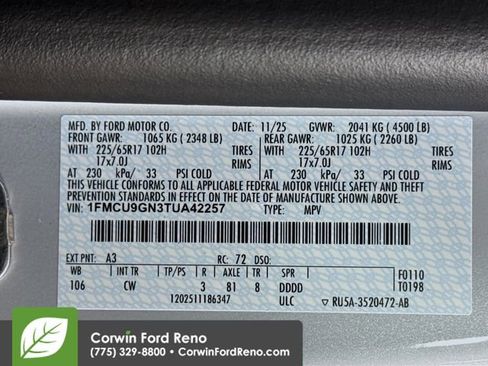 MFD. BY FORD MOTOR CO. DATE: 11/25 GVWR: 2041 KG ( 4500 LB)
FRONT GAWR: 1065 KG ( 2348 LB) REAR GAWR: 1025 KG ( 2260 LB)
WITH 225/65R17 102H TIRES WITH 225/65R17 102H TIRES
17x7.0J RIMS 17x7.0J RIMS
AT 230 kPa/ 33 PSI COLD AT 230 kPa/ 33 PSI COLD
THIS VEHICLE CONFORMS TO ALL APPLICABLE FEDERAL MOTOR VEHICLE SAFETY AND THEFT
PREVENTION STANDARDS IN EFFECT ON THE DATE OF MANUFACTURE SHOWN ABOVE.
VIN: 1FMCU9GN3TUA42257 TYPE: MPV
EXT PNT: A3 RC: 72 DSO:
WB INT TR TP/PS R AXLE TR SPR F0110
106 CW 3 81 8 DDDD T0198
1202511186347 ULC ▼ RU5A-3520472-AB
Corwin Ford Reno
(775) 329-8800 • CorwinFordReno.com